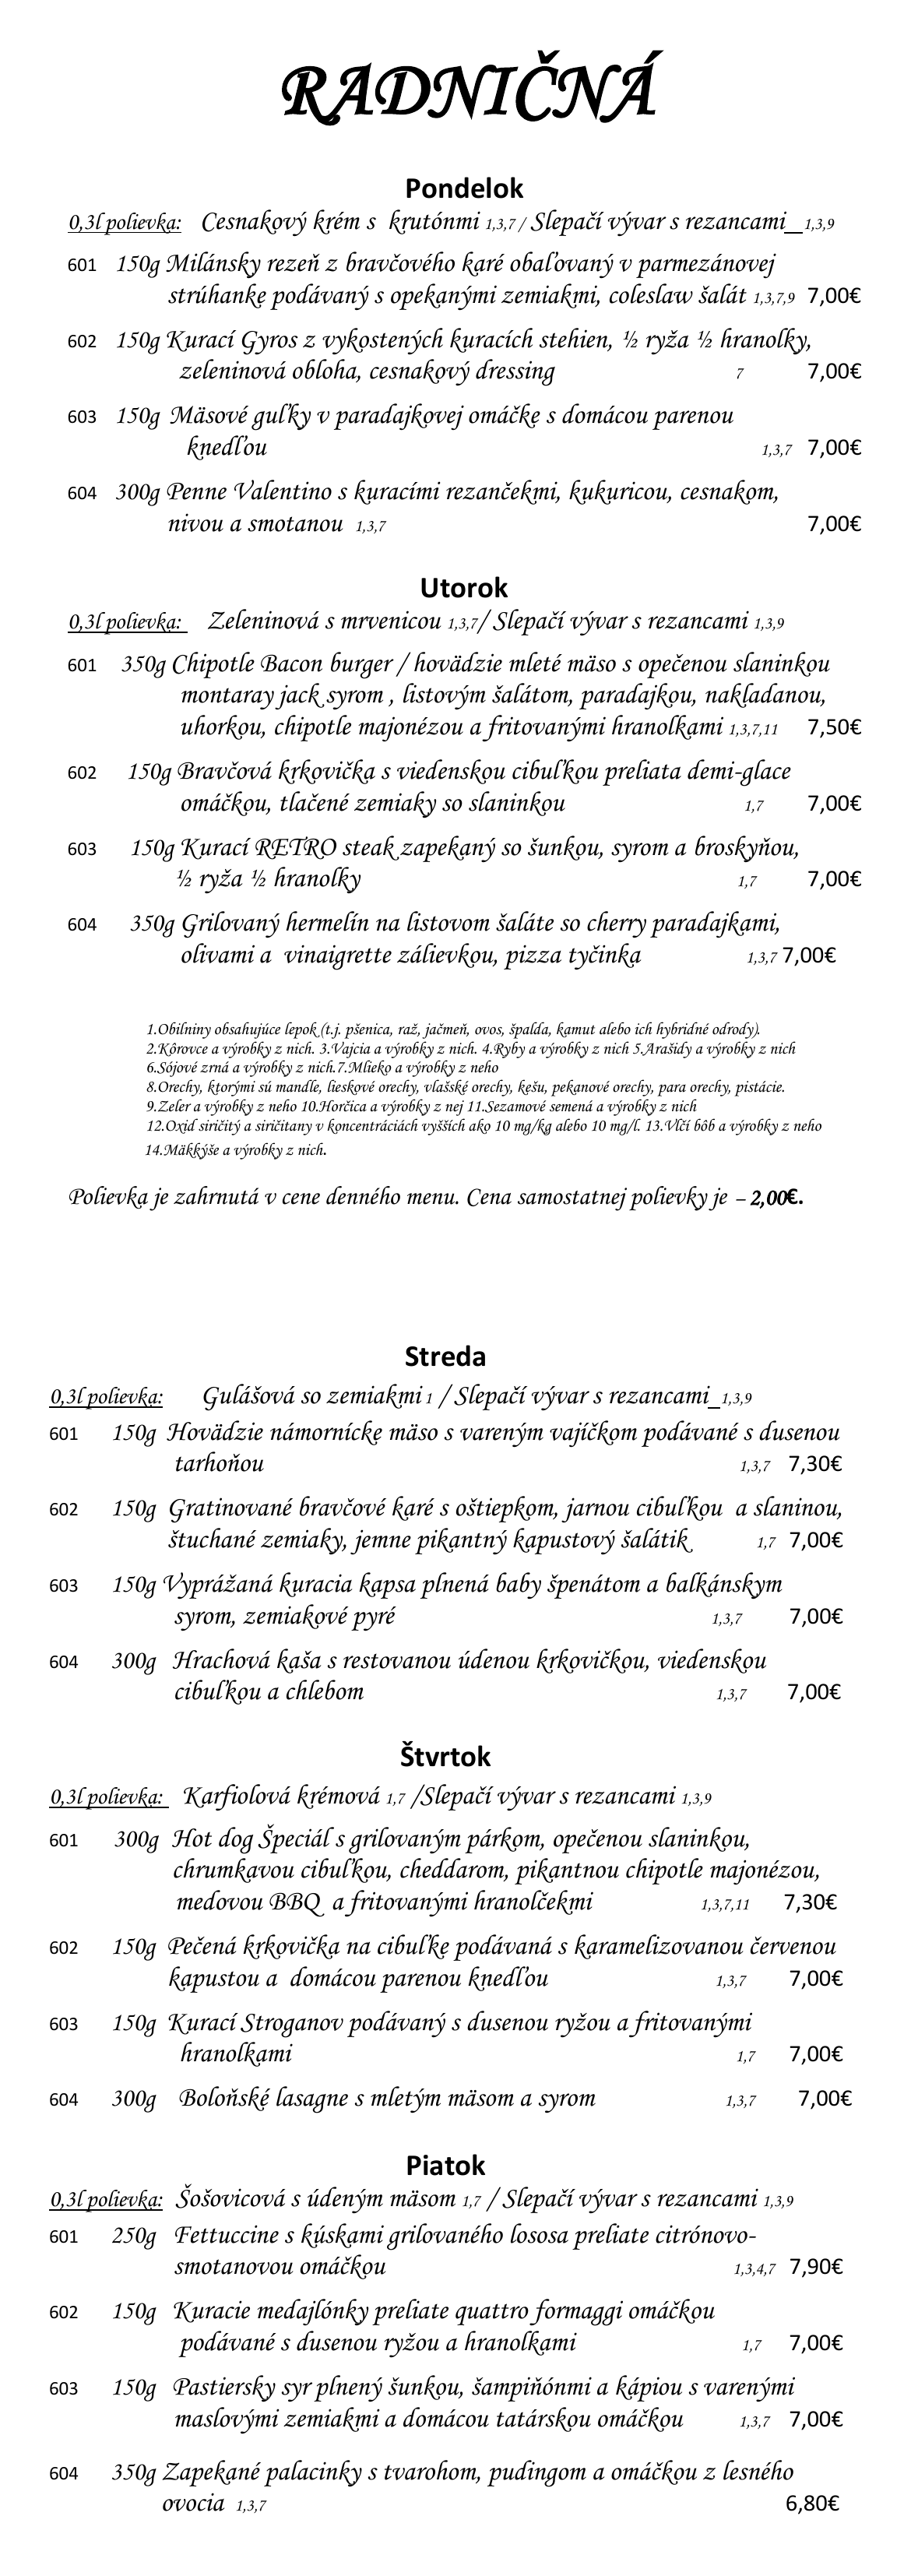 RADNIČNÁ
Pondelok
0,3l polievka: Cesnakový krém s krutónmi 1,3,7 / Slepačí vývar s rezancami_ 1,3,9
601 150g Milánsky rezeň z bravčového karé obaľovaný v parmezánovej
strúhanke podávaný s opekanými zemiakmi, coleslaw šalát 1,3,7,9 7,00€
602 150g Kurací Gyros z vykostených kuracích stehien, ½ ryža ½ hranolky,
zeleninová obloha, cesnakový dressing 7 7,00€
603 150g Mäsové guľky v paradajkovej omáčke s domácou parenou
knedľou 1,3,7 7,00€
604 300g Penne Valentino s kuracími rezančekmi, kukuricou, cesnakom,
nivou a smotanou 1,3,7 7,00€
Utorok
0,3l polievka: Zeleninová s mrvenicou 1,3,7/ Slepačí vývar s rezancami 1,3,9
601 350g Chipotle Bacon burger / hovädzie mleté mäso s opečenou slaninkou
montaray jack syrom , listovým šalátom, paradajkou, nakladanou,
uhorkou, chipotle majonézou a fritovanými hranolkami 1,3,7,11 7,50€
602 150g Bravčová krkovička s viedenskou cibuľkou preliata demi-glace
omáčkou, tlačené zemiaky so slaninkou 1,7 7,00€
603 150g Kurací RETRO steak zapekaný so šunkou, syrom a broskyňou,
½ ryža ½ hranolky 1,7 7,00€
604 350g Grilovaný hermelín na listovom šaláte so cherry paradajkami,
olivami a vinaigrette zálievkou, pizza tyčinka 1,3,7 7,00€
1.Obilniny obsahujúce lepok (t.j. pšenica, raž, jačmeň, ovos, špalda, kamut alebo ich hybridné odrody).
2.Kôrovce a výrobky z nich. 3.Vajcia a výrobky z nich. 4.Ryby a výrobky z nich 5.Arašidy a výrobky z nich
6.Sójové zrná a výrobky z nich.7.Mlieko a výrobky z neho
8.Orechy, ktorými sú mandle, lieskové orechy, vlašské orechy, kešu, pekanové orechy, para orechy, pistácie.
9.Zeler a výrobky z neho 10.Horčica a výrobky z nej 11.Sezamové semená a výrobky z nich
12.Oxid siričitý a siričitany v koncentráciách vyšších ako 10 mg/kg alebo 10 mg/l. 13.Vlčí bôb a výrobky z neho
14.Mäkkýše a výrobky z nich.
Polievka je zahrnutá v cene denného menu. Cena samostatnej polievky je – 2,00€.
Streda
0,3l polievka: Gulášová so zemiakmi 1 / Slepačí vývar s rezancami_ 1,3,9
601 150g Hovädzie námornícke mäso s vareným vajíčkom podávané s dusenou
tarhoňou 1,3,7 7,30€
602 150g Gratinované bravčové karé s oštiepkom, jarnou cibuľkou a slaninou,
štuchané zemiaky, jemne pikantný kapustový šalátik 1,7 7,00€
603 150g Vyprážaná kuracia kapsa plnená baby špenátom a balkánskym
syrom, zemiakové pyré 1,3,7 7,00€
604 300g Hrachová kaša s restovanou údenou krkovičkou, viedenskou
cibuľkou a chlebom 1,3,7 7,00€
Štvrtok
0,3l polievka: Karfiolová krémová 1,7 /Slepačí vývar s rezancami 1,3,9
601 300g Hot dog Špeciál s grilovaným párkom, opečenou slaninkou,
chrumkavou cibuľkou, cheddarom, pikantnou chipotle majonézou,
medovou BBQ a fritovanými hranolčekmi 1,3,7,11 7,30€
602 150g Pečená krkovička na cibuľke podávaná s karamelizovanou červenou
kapustou a domácou parenou knedľou 1,3,7 7,00€
603 150g Kurací Stroganov podávaný s dusenou ryžou a fritovanými
hranolkami 1,7 7,00€
604 300g Boloňské lasagne s mletým mäsom a syrom 1,3,7 7,00€
Piatok
0,3l polievka: Šošovicová s údeným mäsom 1,7 / Slepačí vývar s rezancami 1,3,9
601 250g Fettuccine s kúskami grilovaného lososa preliate citrónovo-
smotanovou omáčkou 1,3,4,7 7,90€
602 150g Kuracie medajlónky preliate quattro formaggi omáčkou
podávané s dusenou ryžou a hranolkami 1,7 7,00€
603 150g Pastiersky syr plnený šunkou, šampiňónmi a kápiou s varenými
maslovými zemiakmi a domácou tatárskou omáčkou 1,3,7 7,00€
604 350g Zapekané palacinky s tvarohom, pudingom a omáčkou z lesného
ovocia 1,3,7 6,80€